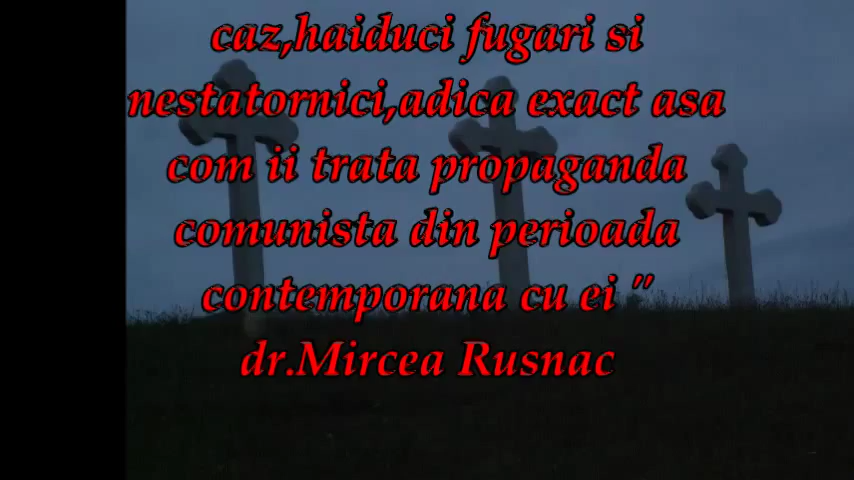 caz,haiduci fugari si
nestatornici,adica exact asa
com ii trata propaganda
comunista din perioada
contemporana cu ei "
dr.Mircea Rusnac